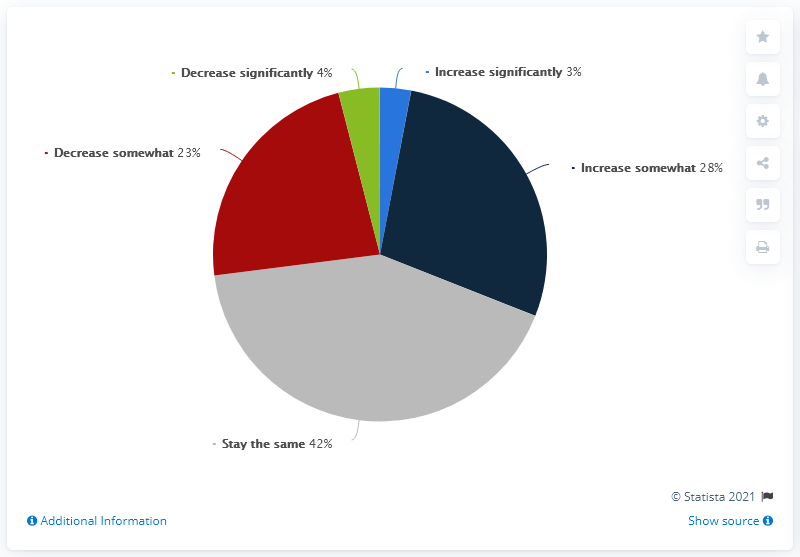 Decrease significantly 4%
Increase significantly 3%
Decrease somewhat 23%
Increase somewhat 28%
Stay the same 42%
© Statista 2021
Additional Information
Show source